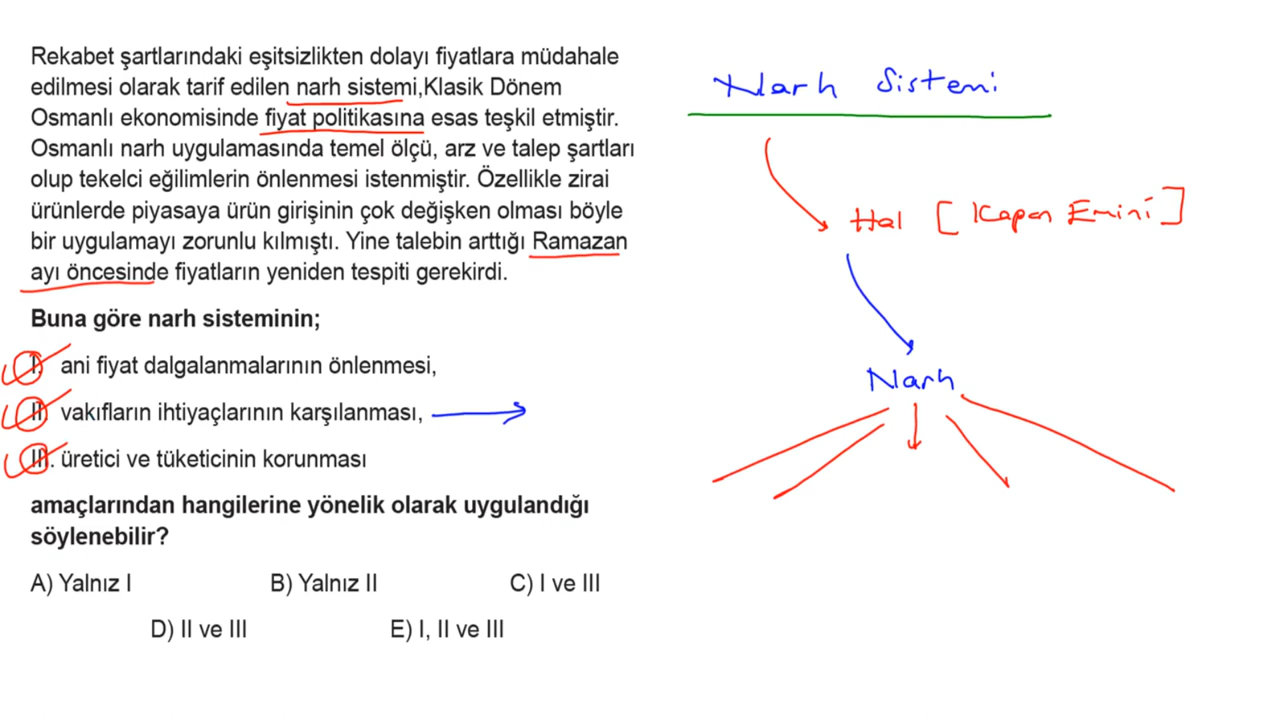 Rekabet şartlarındaki eşitsizlikten dolayı fiyatlara müdahale
edilmesi olarak tarif edilen narh sistemi,Klasik Dönem
Osmanlı ekonomisinde fiyat politikasına esas teşkil etmiştir.
Osmanlı narh uygulamasında temel ölçü, arz ve talep şartları
olup tekelci eğilimlerin önlenmesi istenmiştir. Özellikle zirai
ürünlerde piyasaya ürün girişinin çok değişken olması böyle
bir uygulamayı zorunlu kılmıştı. Yine talebin arttığı Ramazan
ayı öncesinde fiyatların yeniden tespiti gerekirdi.
Buna göre narh sisteminin;
I. ani fiyat dalgalanmalarının önlenmesi,
II. vakıfların ihtiyaçlarının karşılanması,
III. üretici ve tüketicinin korunması
amaçlarından hangilerine yönelik olarak uygulandığı
söylenebilir?
A) Yalnız I B) Yalnız II C) I ve III
D) II ve III E) I, II ve III
Narh Sistemi
Hal [Kapan Emini]
Narh